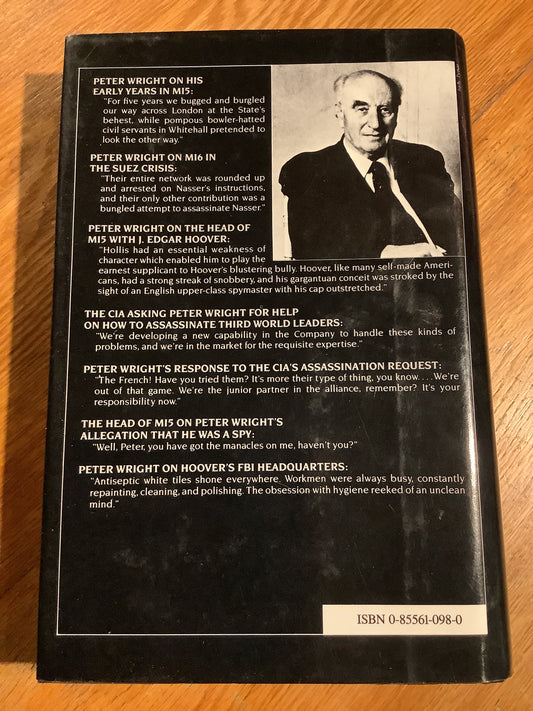 PETER WRIGHT ON HIS
EARLY YEARS IN MI5:
"For five years we bugged and burgled
our way across London at the State's
behest, while pompous bowler-hatted
civil servants in Whitehall pretended to
look the other way."
PETER WRIGHT ON MI6 IN
THE SUEZ CRISIS:
"Their entire network was rounded up
and arrested on Nasser's instructions,
and their only other contribution was a
bungled attempt to assassinate Nasser."
PETER WRIGHT ON THE HEAD OF
MI5 WITH J. EDGAR HOOVER:
"Hollis had an essential weakness of
character which enabled him to play the
earnest supplicant to Hoover's blustering bully. Hoover, like many self-made Ameri-
cans, had a strong streak of snobbery, and his gargantuan conceit was stroked by the
sight of an English upper-class spymaster with his cap outstretched."
THE CIA ASKING PETER WRIGHT FOR HELP
ON HOW TO ASSASSINATE THIRD WORLD LEADERS:
"We're developing a new capability in the Company to handle these kinds of
problems, and we're in the market for the requisite expertise."
PETER WRIGHT'S RESPONSE TO THE CIA'S ASSASSINATION REQUEST:
"The French! Have you tried them? It's more their type of thing, you know. . . . We're
out of that game. We're the junior partner in the alliance, remember? It's your
responsibility now."
THE HEAD OF MI5 ON PETER WRIGHT'S
ALLEGATION THAT HE WAS A SPY:
"Well, Peter, you have got the manacles on me, haven't you?"
PETER WRIGHT ON HOOVER'S FBI HEADQUARTERS:
"Antiseptic white tiles shone everywhere. Workmen were always busy, constantly
repainting, cleaning, and polishing. The obsession with hygiene reeked of an unclean
mind."
ISBN 0-85561-098-0